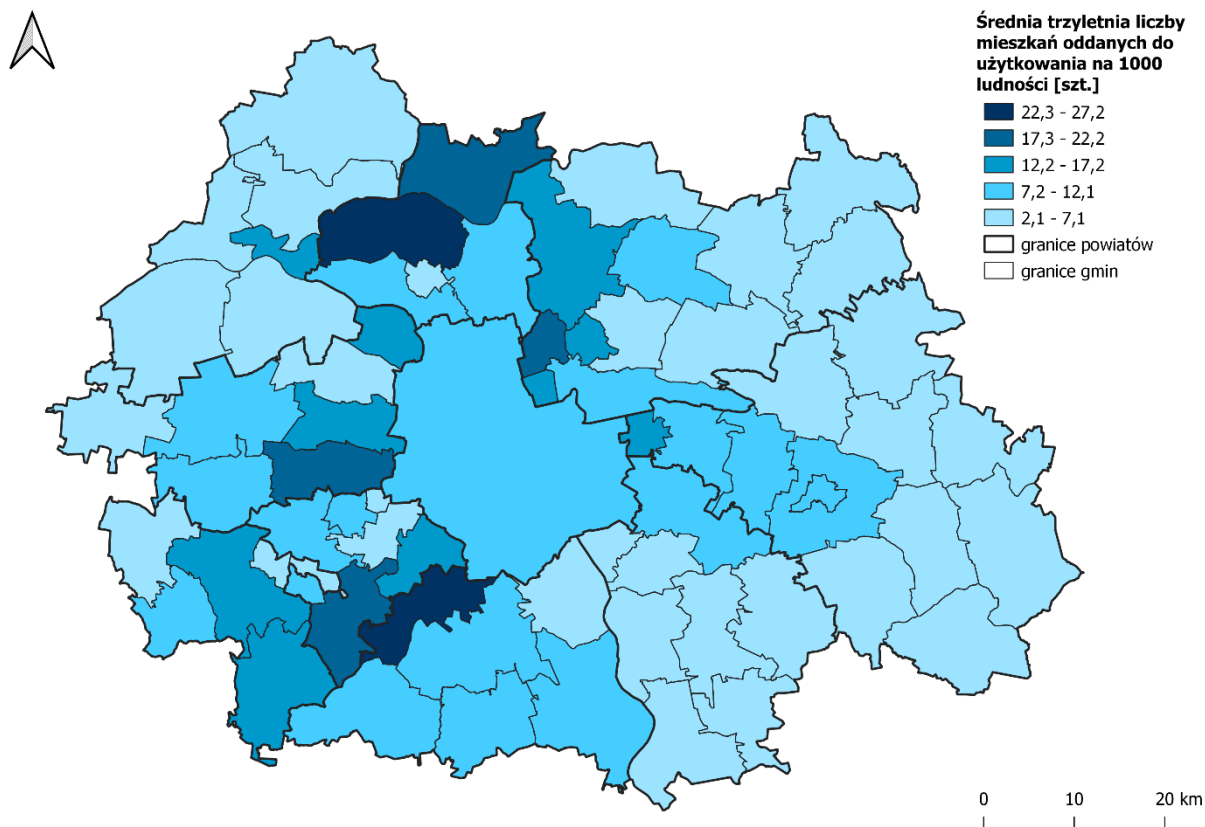 Średnia trzyletnia liczby
mieszkań oddanych do
użytkowania na 1000
ludności [szt.]
22,3 - 27,2
17,3 - 22,2
12,2 - 17,2
7,2 - 12,1
2,1 - 7,1
granice powiatów
granice gmin
0 10 20 km